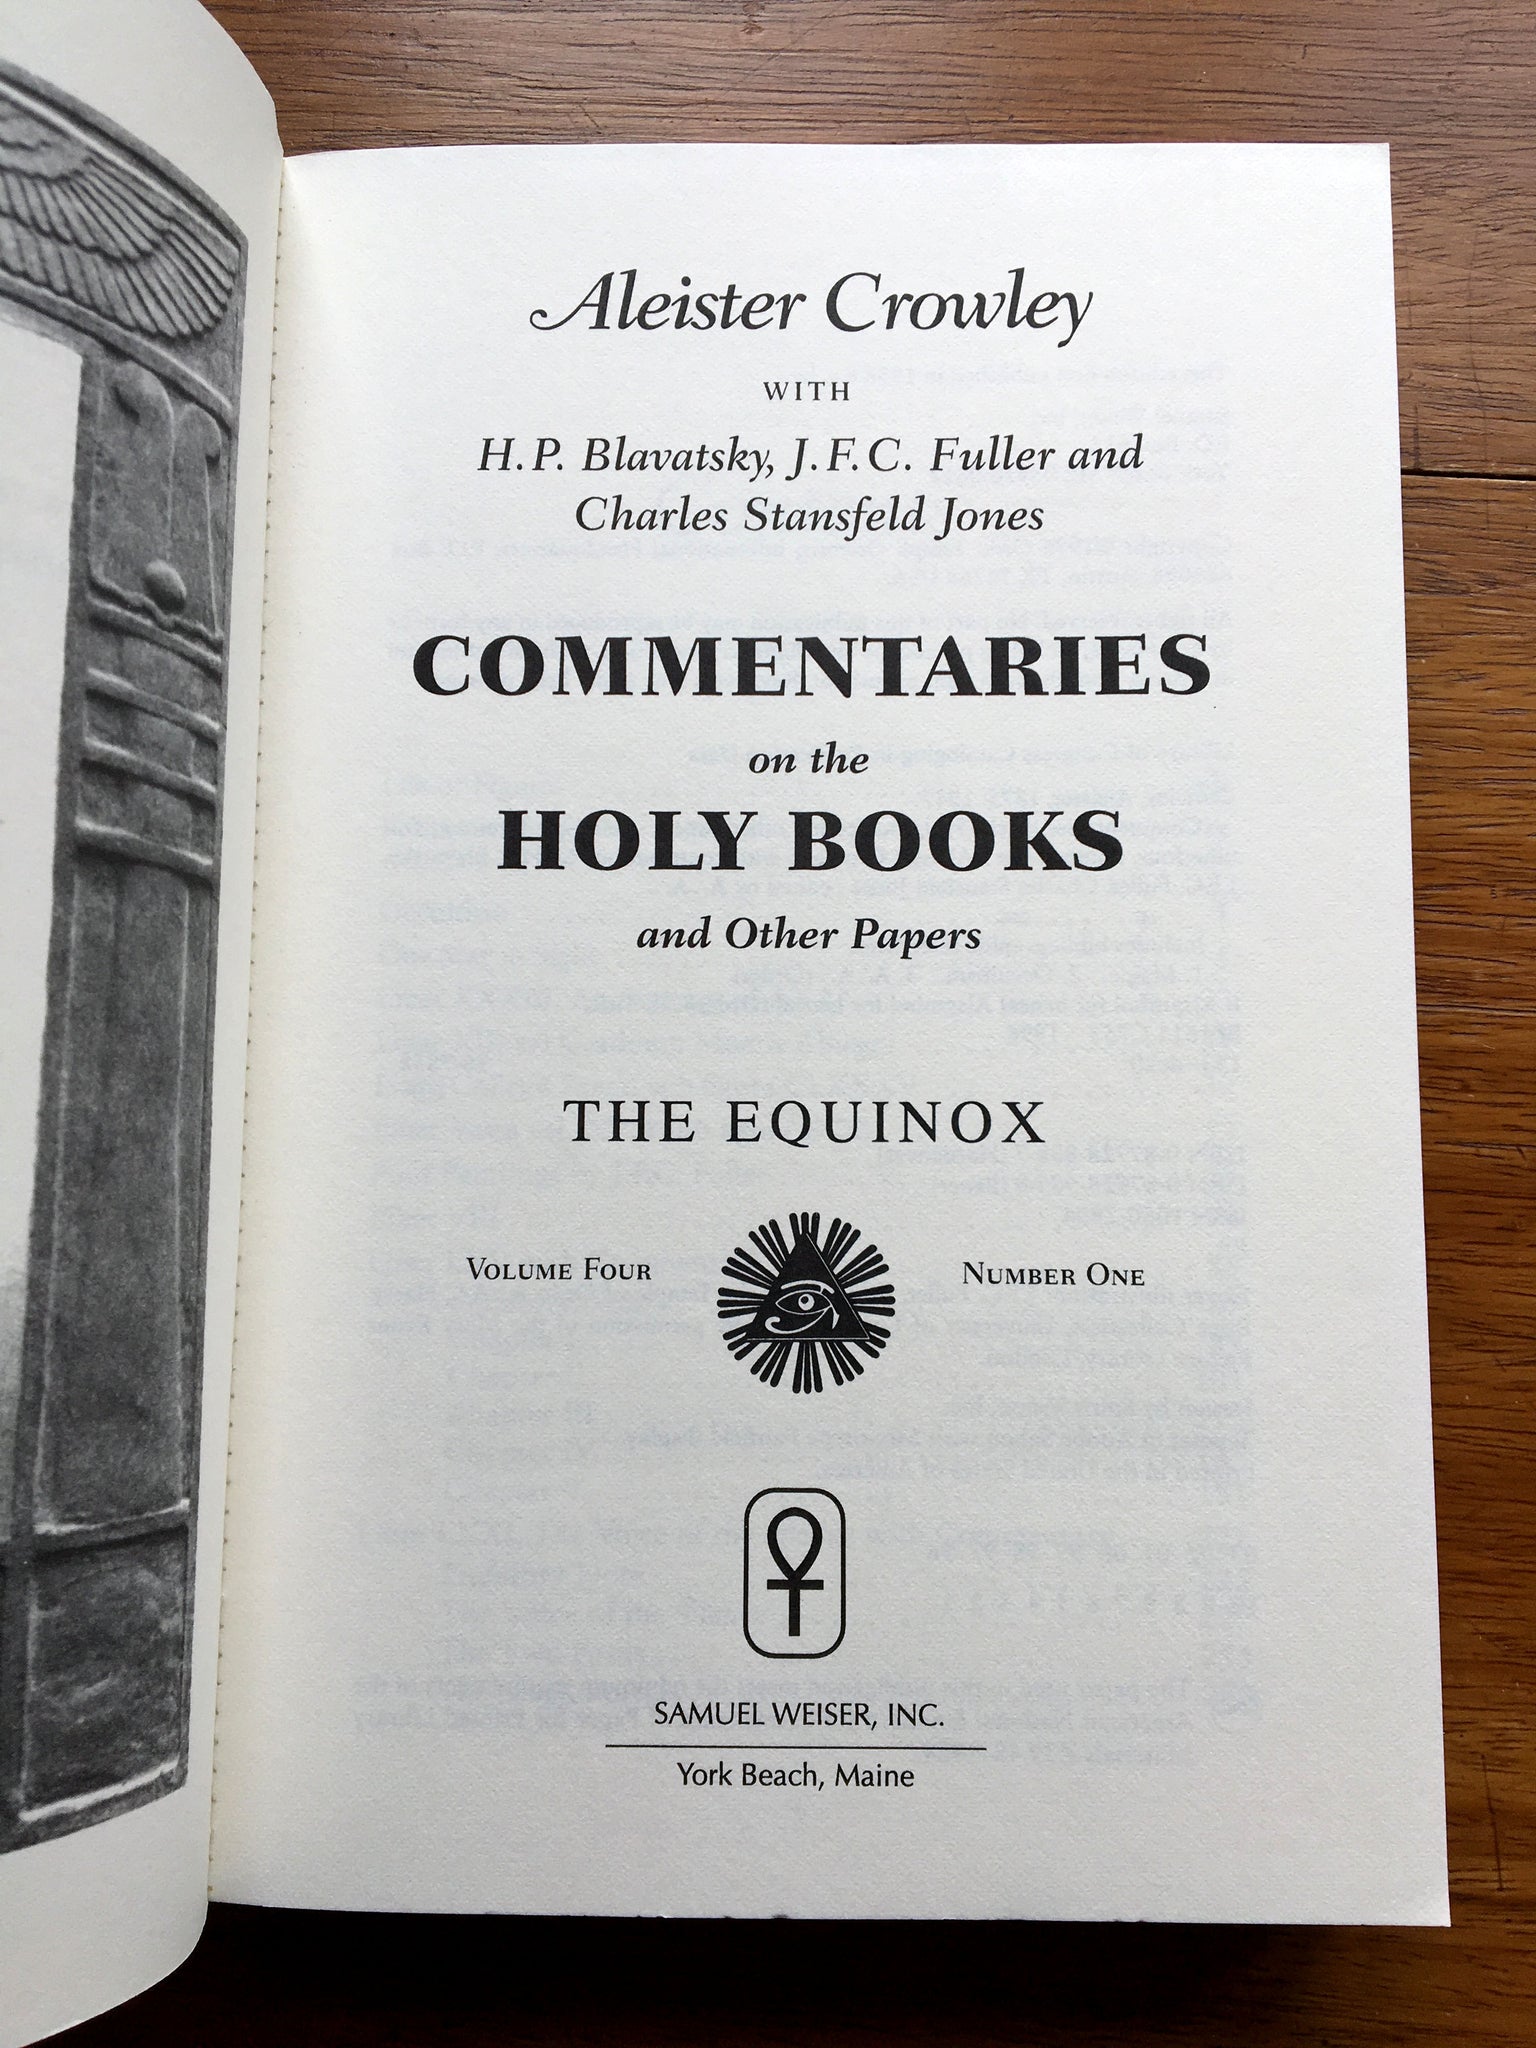 Aleister Crowley
WITH
H. P. Blavatsky, J. F. C. Fuller and
Charles Stansfeld Jones
COMMENTARIES
on the
HOLY BOOKS
and Other Papers
THE EQUINOX
VOLUME FOUR
NUMBER ONE
SAMUEL WEISER, INC.
York Beach, Maine